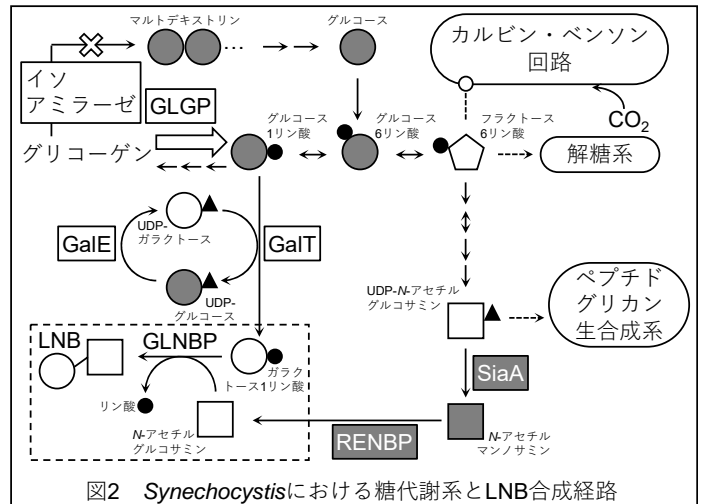 マルトデキストリン
グルコース
…
カルビン・ベンソン
回路
イソ
アミラーゼ
GLGP
グリコーゲン
グルコース
1リン酸
グルコース
6リン酸
フラクトース
6リン酸
CO2
解糖系
UDP-
ガラクトース
GalE
GalT
UDP-
グルコース
UDP-N-アセチル
グルコサミン
ペプチド
グリカン
生合成系
LNB
GLNBP
ガラク
トース1リン酸
リン酸
N-アセチル
グルコサミン
SiaA
RENBP
N-アセチル
マンノサミン
図2 Synechocystisにおける糖代謝系とLNB合成経路